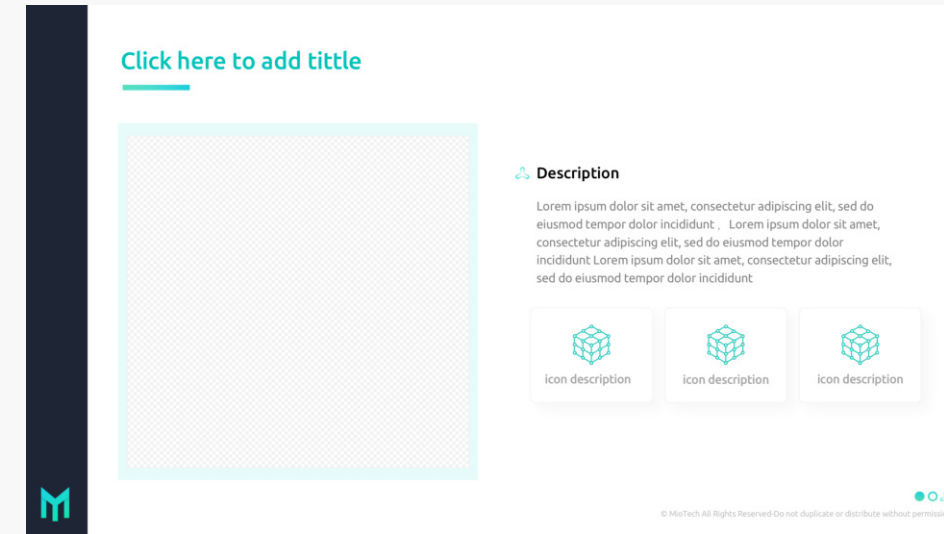 Click here to add tittle
Description
Lorem ipsum dolor sit amet, consectetur adipiscing elit, sed do
eiusmod tempor dolor incididunt ,  Lorem ipsum dolor sit amet,
consectetur adipiscing elit, sed do eiusmod tempor dolor
incididunt Lorem ipsum dolor sit amet, consectetur adipiscing elit,
sed do eiusmod tempor dolor incididunt
icon description
icon description
icon description
© MioTech All Rights Reserved-Do not duplicate or distribute without